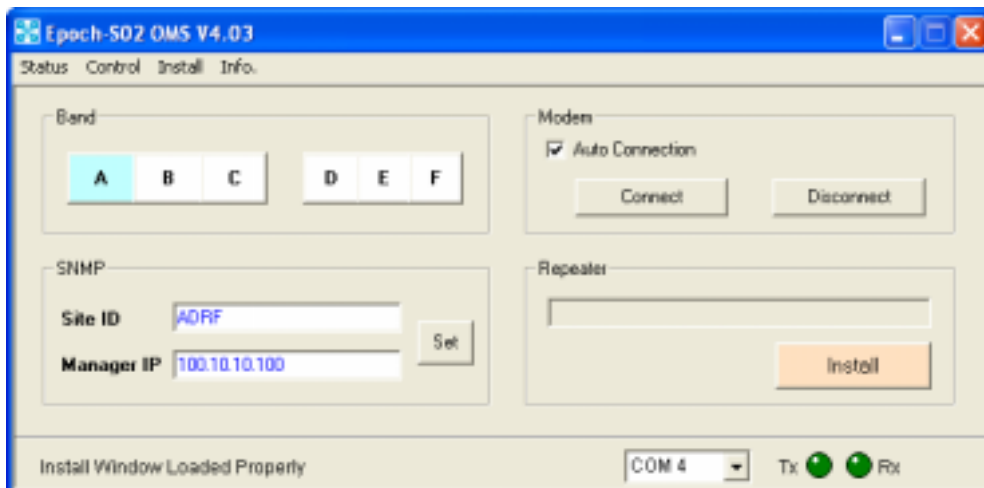 Epoch-S02 OMS V4.03
Status Control Install Info.
Band
A B C D E F
Modem
Auto Connection
Connect Disconnect
SNMP
Site ID ADRF
Manager IP 100.10.10.100
Set
Repeater
Install
Install Window Loaded Properly
COM 4
Tx Rx